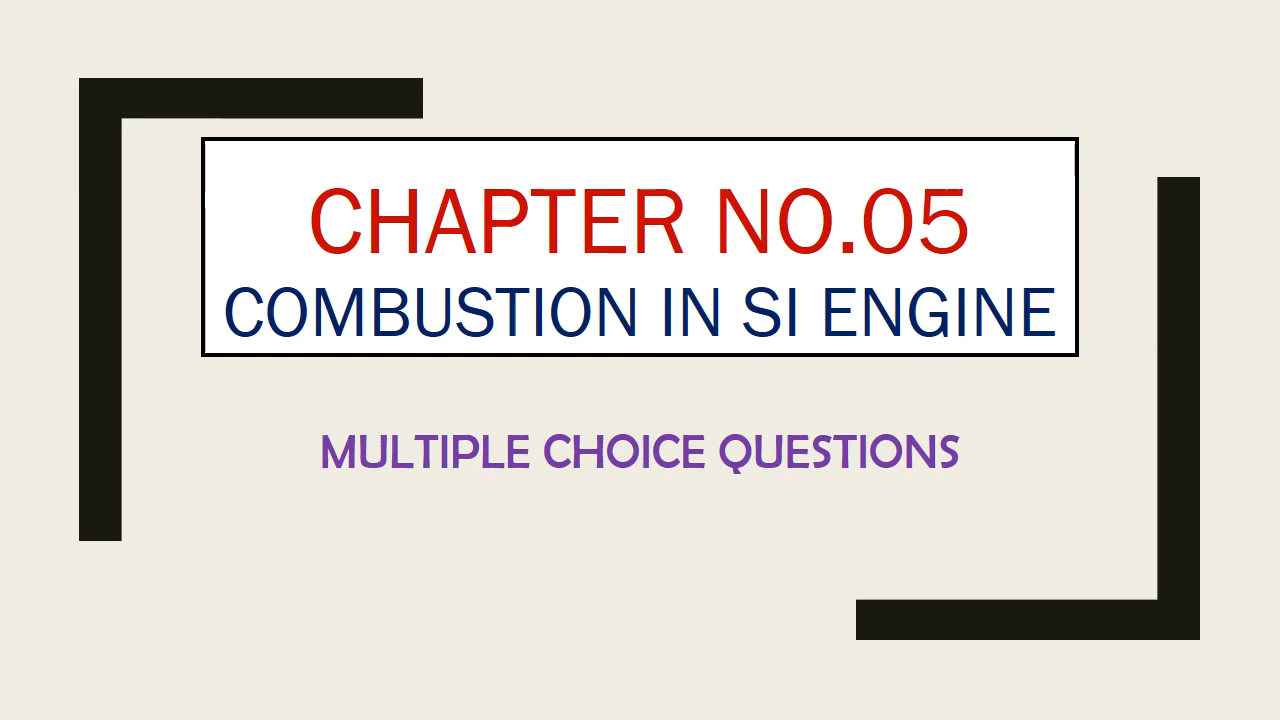 CHAPTER NO.05
COMBUSTION IN SI ENGINE
MULTIPLE CHOICE QUESTIONS